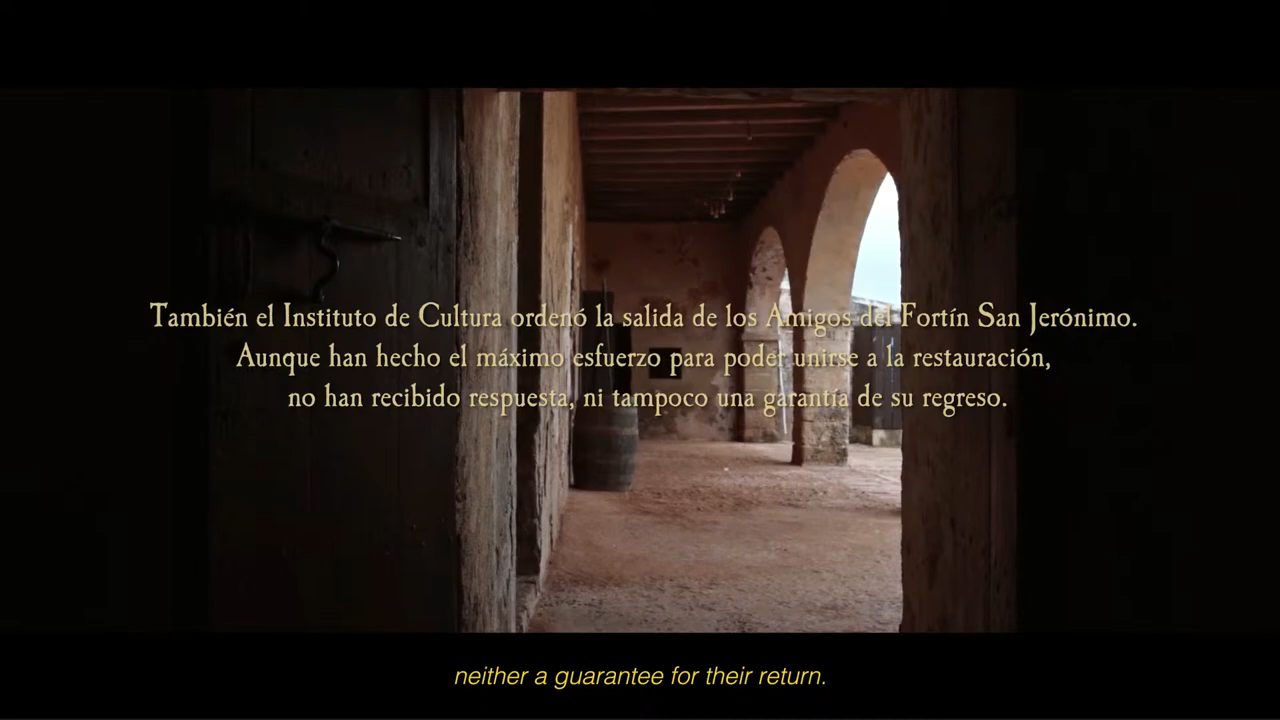 También el Instituto de Cultura ordenó la salida de los Amigos del Fortín San Jerónimo.
Aunque han hecho el máximo esfuerzo para poder unirse a la restauración,
no han recibido respuesta, ni tampoco una garantía de su regreso.
neither a guarantee for their return.